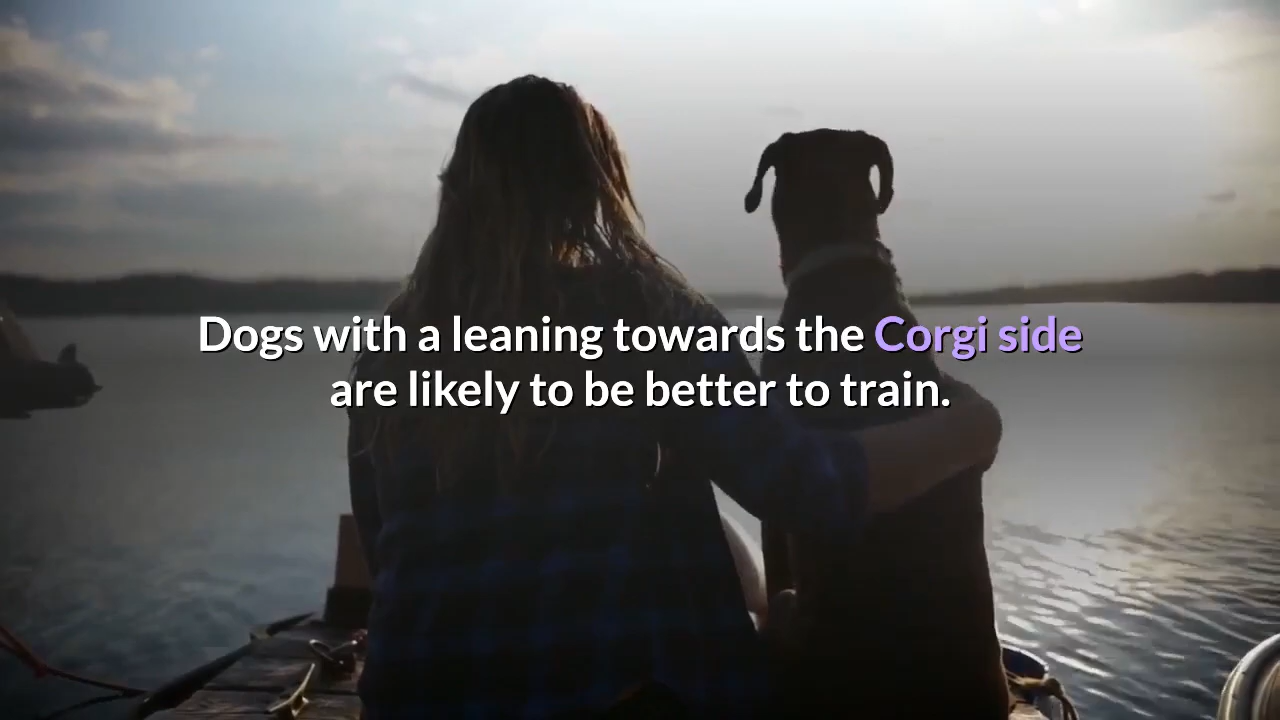 Dogs with a leaning towards the Corgi side
are likely to be better to train.